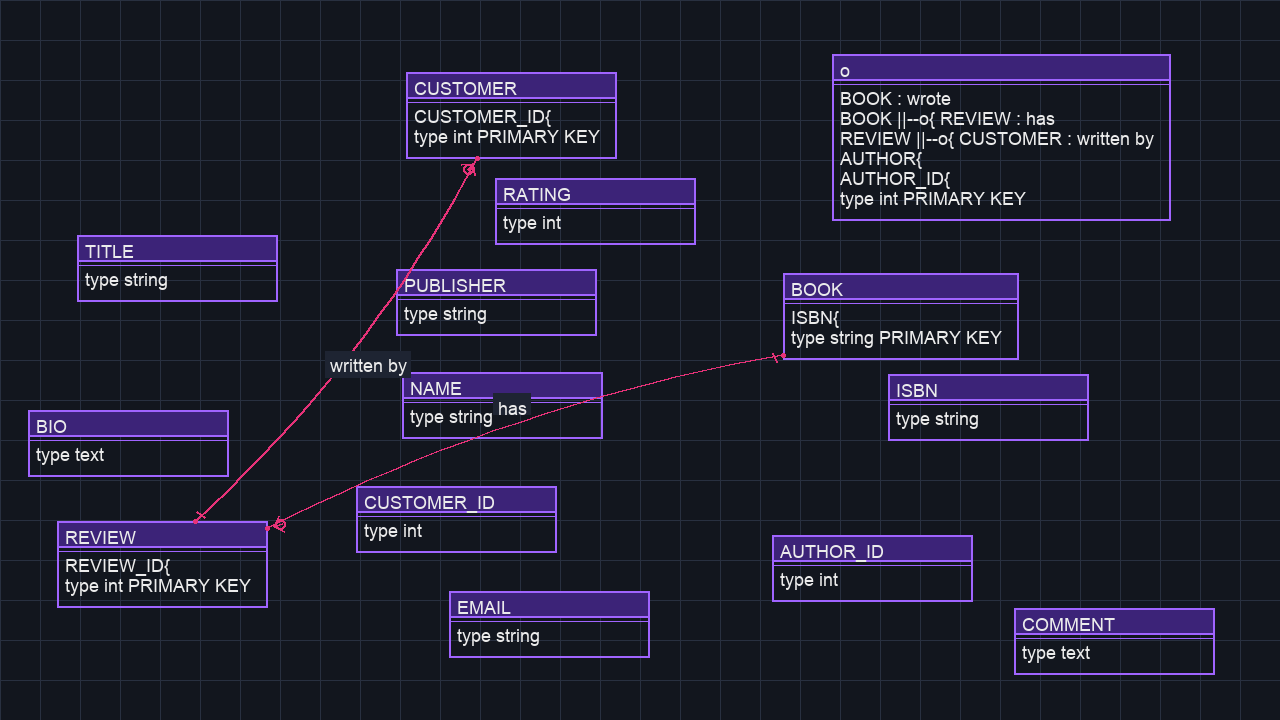 CUSTOMER
CUSTOMER_ID{
type int PRIMARY KEY
o
BOOK : wrote
BOOK ||--o{ REVIEW : has
REVIEW ||--o{ CUSTOMER : written by
AUTHOR{
AUTHOR_ID{
type int PRIMARY KEY
RATING
type int
TITLE
type string
PUBLISHER
type string
BOOK
ISBN{
type string PRIMARY KEY
written by
NAME
type string
has
ISBN
type string
BIO
type text
CUSTOMER_ID
type int
REVIEW
REVIEW_ID{
type int PRIMARY KEY
AUTHOR_ID
type int
EMAIL
type string
COMMENT
type text